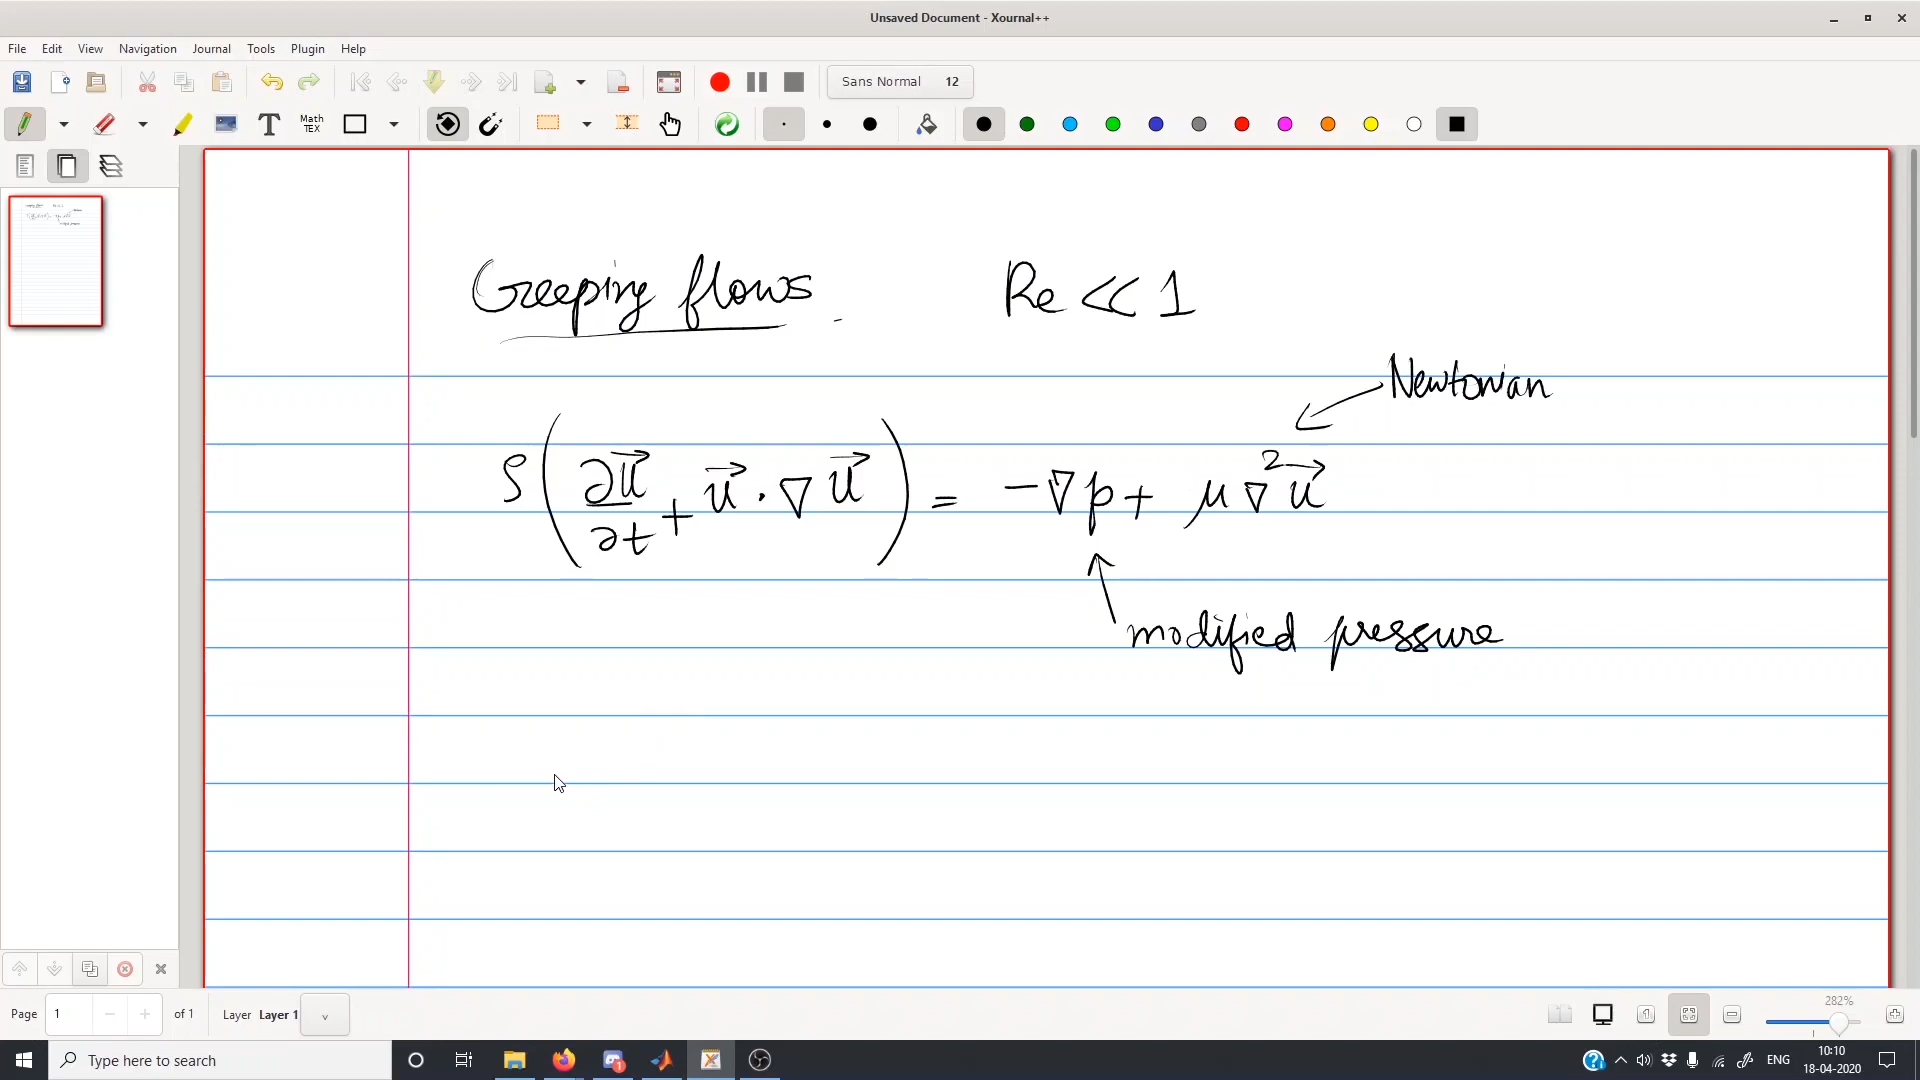 Unsaved Document - Xournal++
File Edit View Navigation Journal Tools Plugin Help
Sans Normal 12
Math TEX
Creeping flows . Re << 1
Newtonian
ρ(∂u⃗/∂t + u⃗ · ∇u⃗) = -∇p + μ∇²u⃗
modified pressure
Page 1 of 1 Layer Layer 1 282%
Type here to search
ENG 10:10
18-04-2020